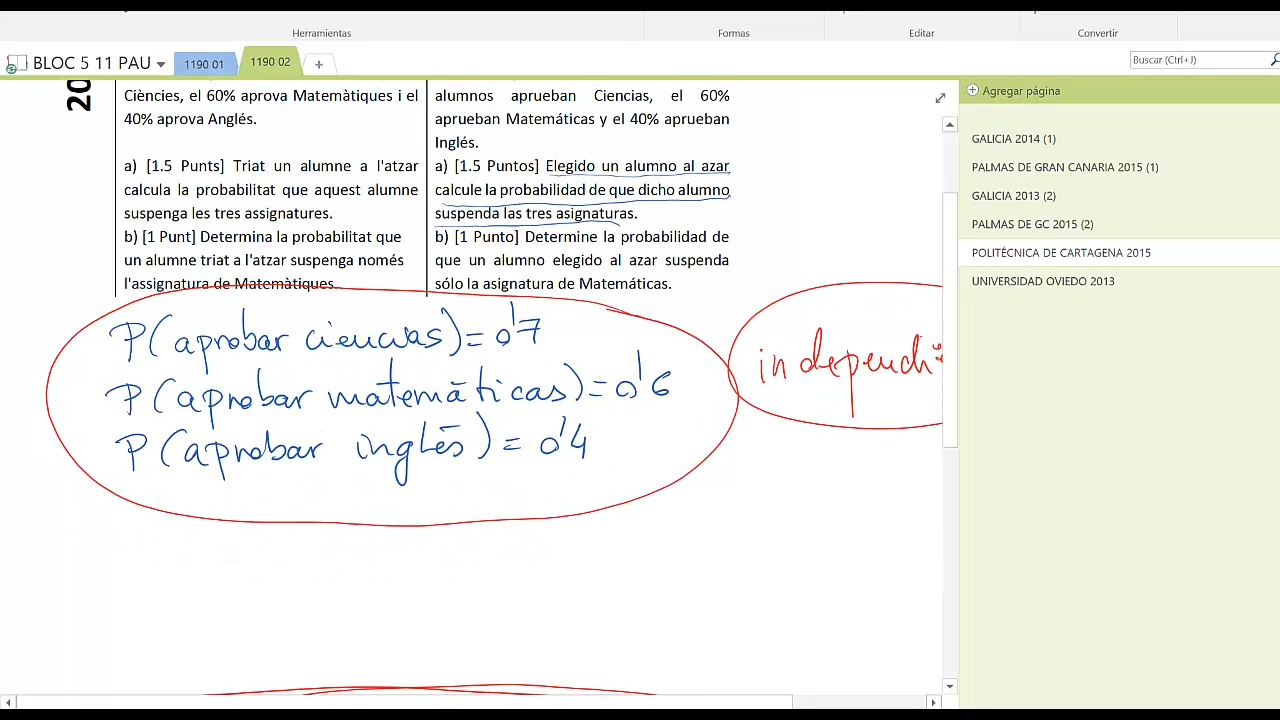 Herramientas
Formas
Editar
Convertir
BLOC 5 11 PAU
1190 01
1190 02
Buscar (Ctrl+J)
Agregar página
GALICIA 2014 (1)
PALMAS DE GRAN CANARIA 2015 (1)
GALICIA 2013 (2)
PALMAS DE GC 2015 (2)
POLITÉCNICA DE CARTAGENA 2015
UNIVERSIDAD OVIEDO 2013
20
Ciències, el 60% aprova Matemàtiques i el
40% aprova Anglés.
a) [1.5 Punts] Triat un alumne a l'atzar
calcula la probabilitat que aquest alumne
suspenga les tres assignatures.
b) [1 Punt] Determina la probabilitat que
un alumne triat a l'atzar suspenga només
l'assignatura de Matemàtiques.
alumnos aprueban Ciencias, el 60%
aprueban Matemáticas y el 40% aprueban
Inglés.
a) [1.5 Puntos] Elegido un alumno al azar
calcule la probabilidad de que dicho alumno
suspenda las tres asignaturas.
b) [1 Punto] Determine la probabilidad de
que un alumno elegido al azar suspenda
sólo la asignatura de Matemáticas.
P(aprobar ciencias)=0'7
P(aprobar matemáticas)=0'6
P(aprobar inglés)=0'4
independi